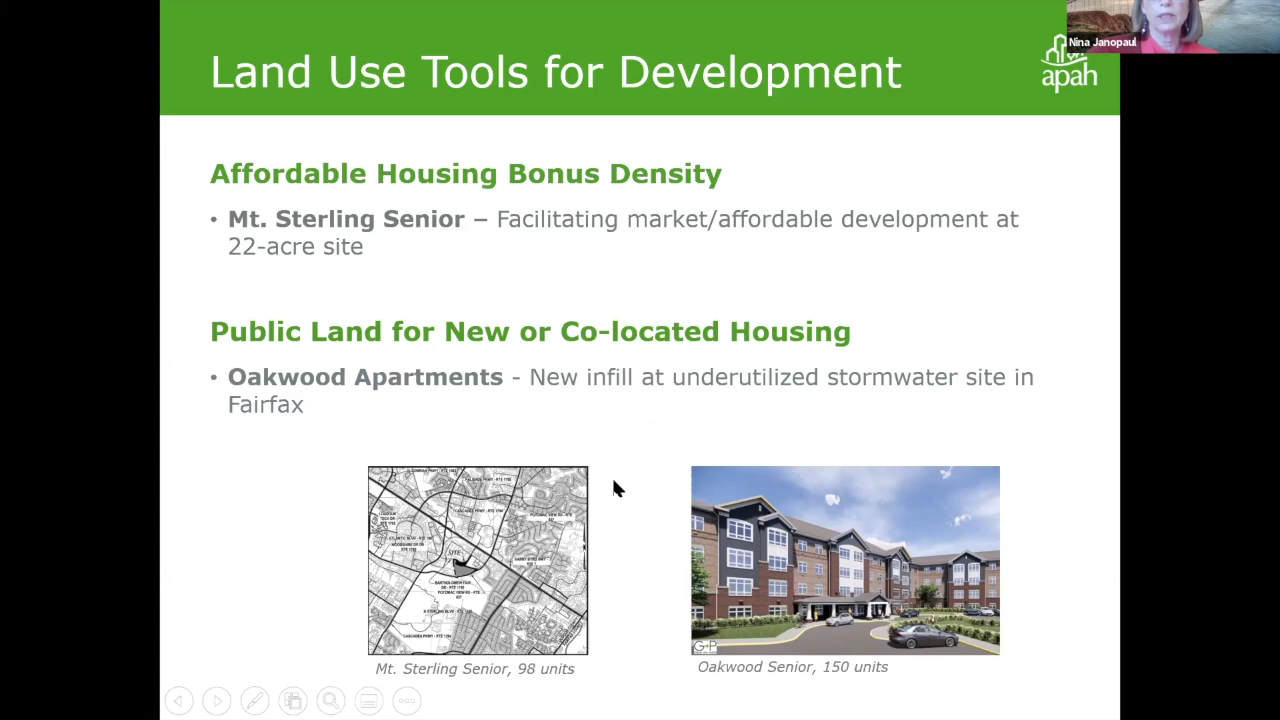 Land Use Tools for Development
Nina Janopaul
apah
Affordable Housing Bonus Density
• Mt. Sterling Senior – Facilitating market/affordable development at
22-acre site
Public Land for New or Co-located Housing
• Oakwood Apartments - New infill at underutilized stormwater site in
Fairfax
SITE
Mt. Sterling Senior, 98 units
Oakwood Senior, 150 units